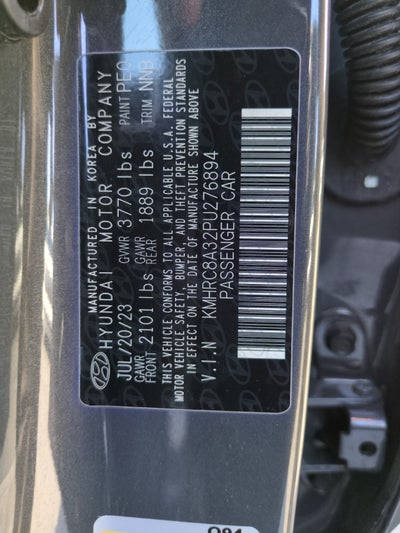 MANUFACTURED IN KOREA BY
HYUNDAI MOTOR COMPANY
JUL/20/23 GVWR 3770 lbs PAINT PEC
GAWR FRONT 2101 lbs GAWR REAR 1889 lbs TRIM NNB
THIS VEHICLE CONFORMS TO ALL APPLICABLE U.S.A. FEDERAL
MOTOR VEHICLE SAFETY, BUMPER, AND THEFT PREVENTION STANDARDS
IN EFFECT ON THE DATE OF MANUFACTURE SHOWN ABOVE
V.I.N KMHRC8A32PU276894
PASSENGER CAR